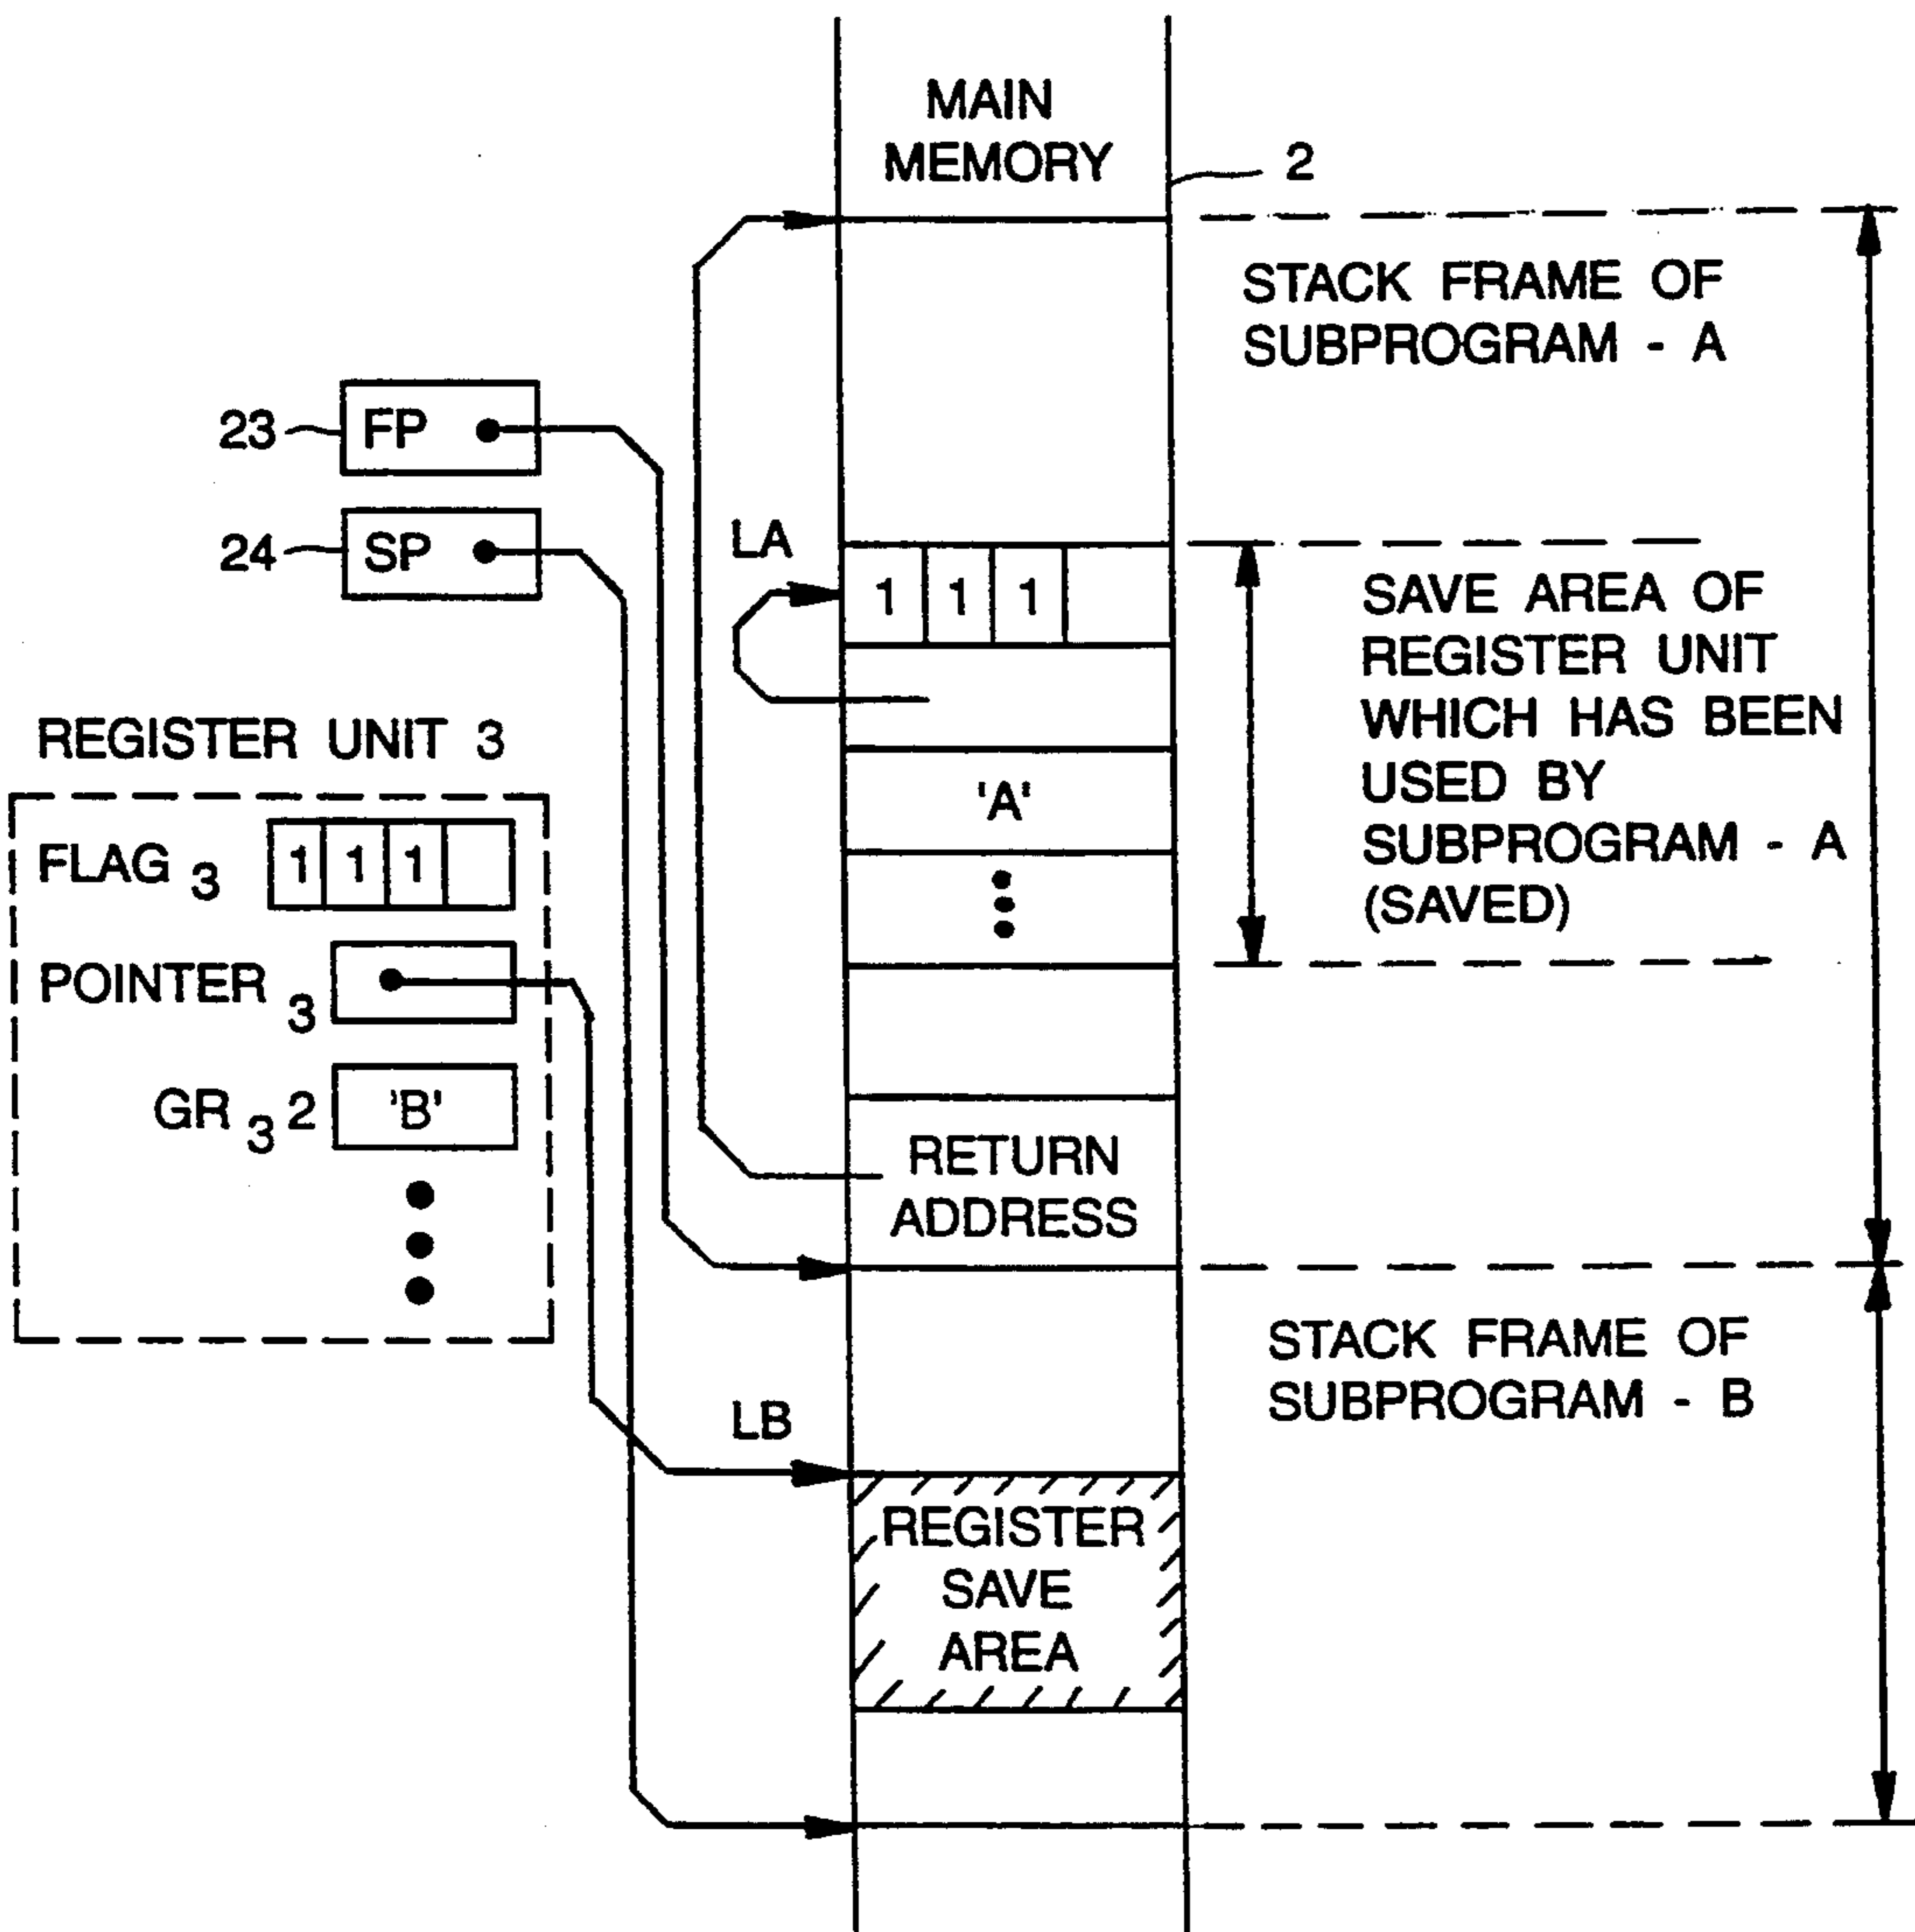 MAIN
MEMORY
2
STACK FRAME OF
SUBPROGRAM - A
23 FP
24 SP
LA
1 1 1
SAVE AREA OF
REGISTER UNIT
WHICH HAS BEEN
USED BY
SUBPROGRAM - A
(SAVED)
'A'
REGISTER UNIT 3
FLAG 3 1 1 1
POINTER 3
GR 3 2 'B'
RETURN
ADDRESS
STACK FRAME OF
SUBPROGRAM - B
LB
REGISTER
SAVE
AREA